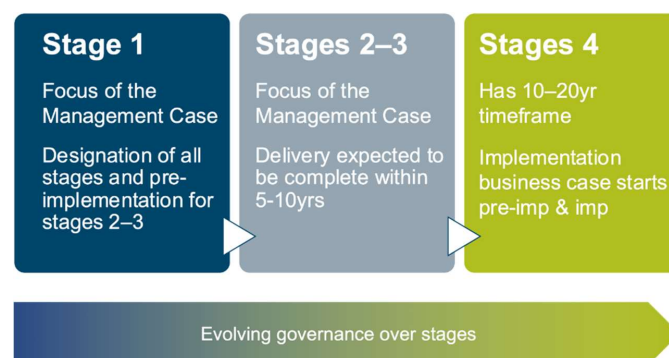 Stage 1
Focus of the
Management Case
Designation of all
stages and pre-
implementation for
stages 2–3
Stages 2–3
Focus of the
Management Case
Delivery expected to
be complete within
5-10yrs
Stages 4
Has 10–20yr
timeframe
Implementation
business case starts
pre-imp & imp
Evolving governance over stages